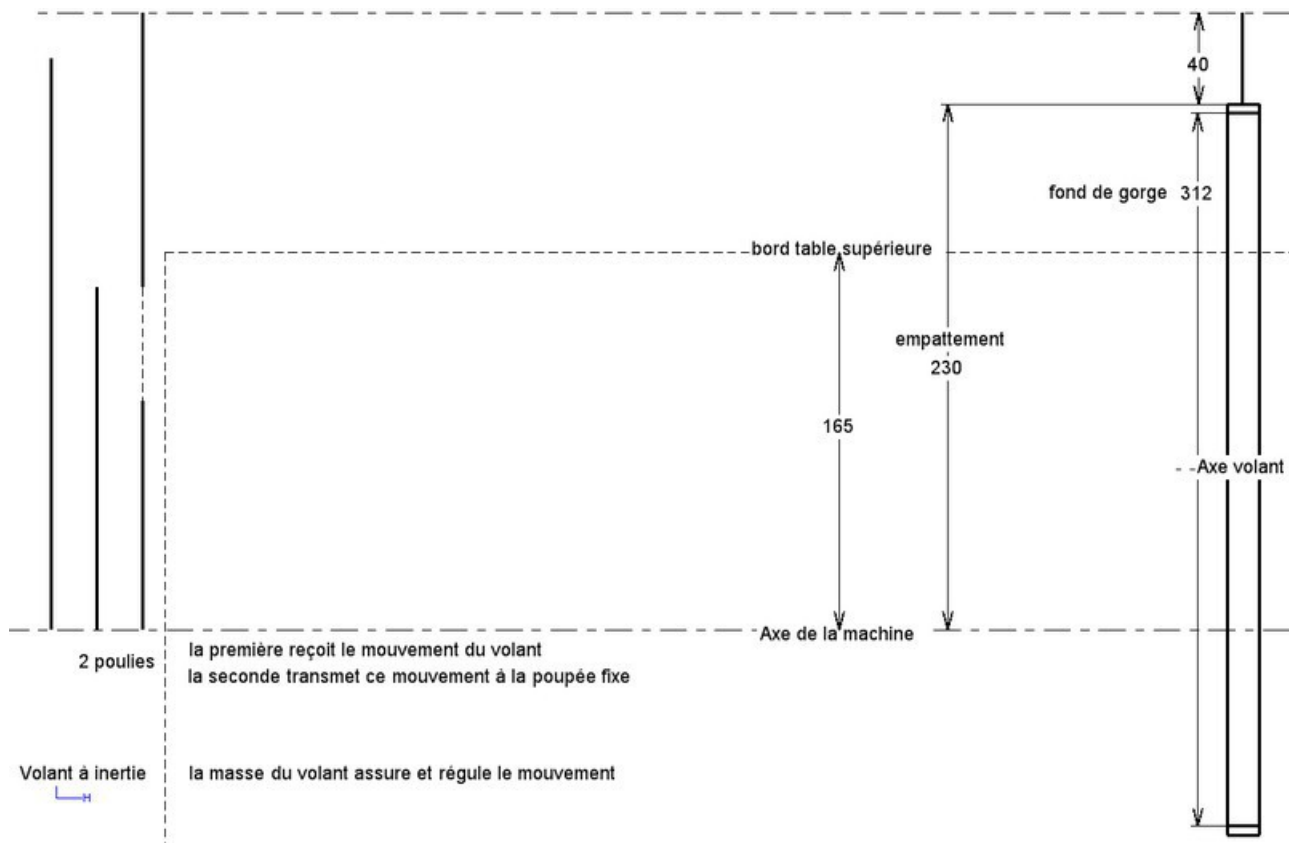 40
fond de gorge 312
bord table supérieure
empattement
230
165
Axe volant
Axe de la machine
2 poulies
la première reçoit le mouvement du volant
la seconde transmet ce mouvement à la poupée fixe
Volant à inertie
la masse du volant assure et régule le mouvement
H